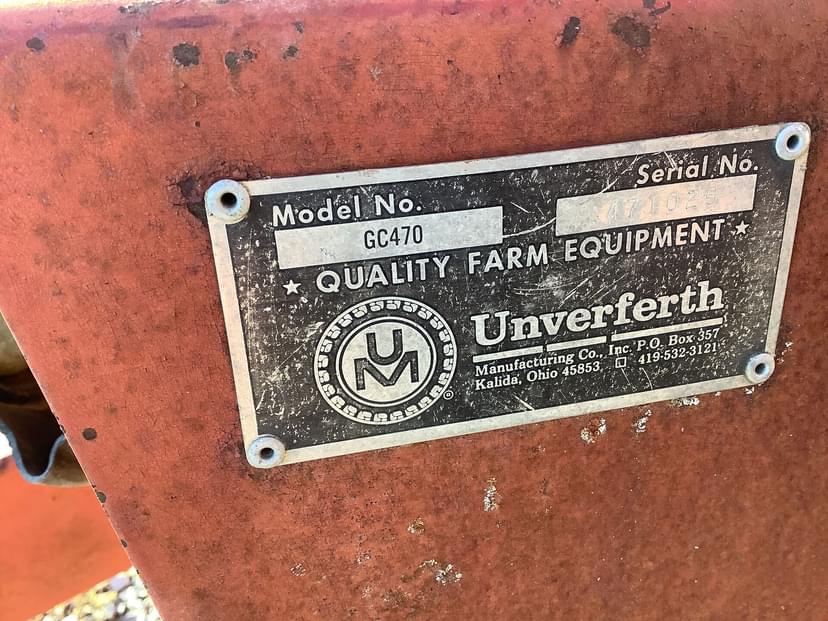 Model No.
Serial No.
GC470
★ QUALITY FARM EQUIPMENT ★
UM
Unverferth
Manufacturing Co., Inc. P.O. Box 357
Kalida, Ohio 45853 □ 419-532-3121